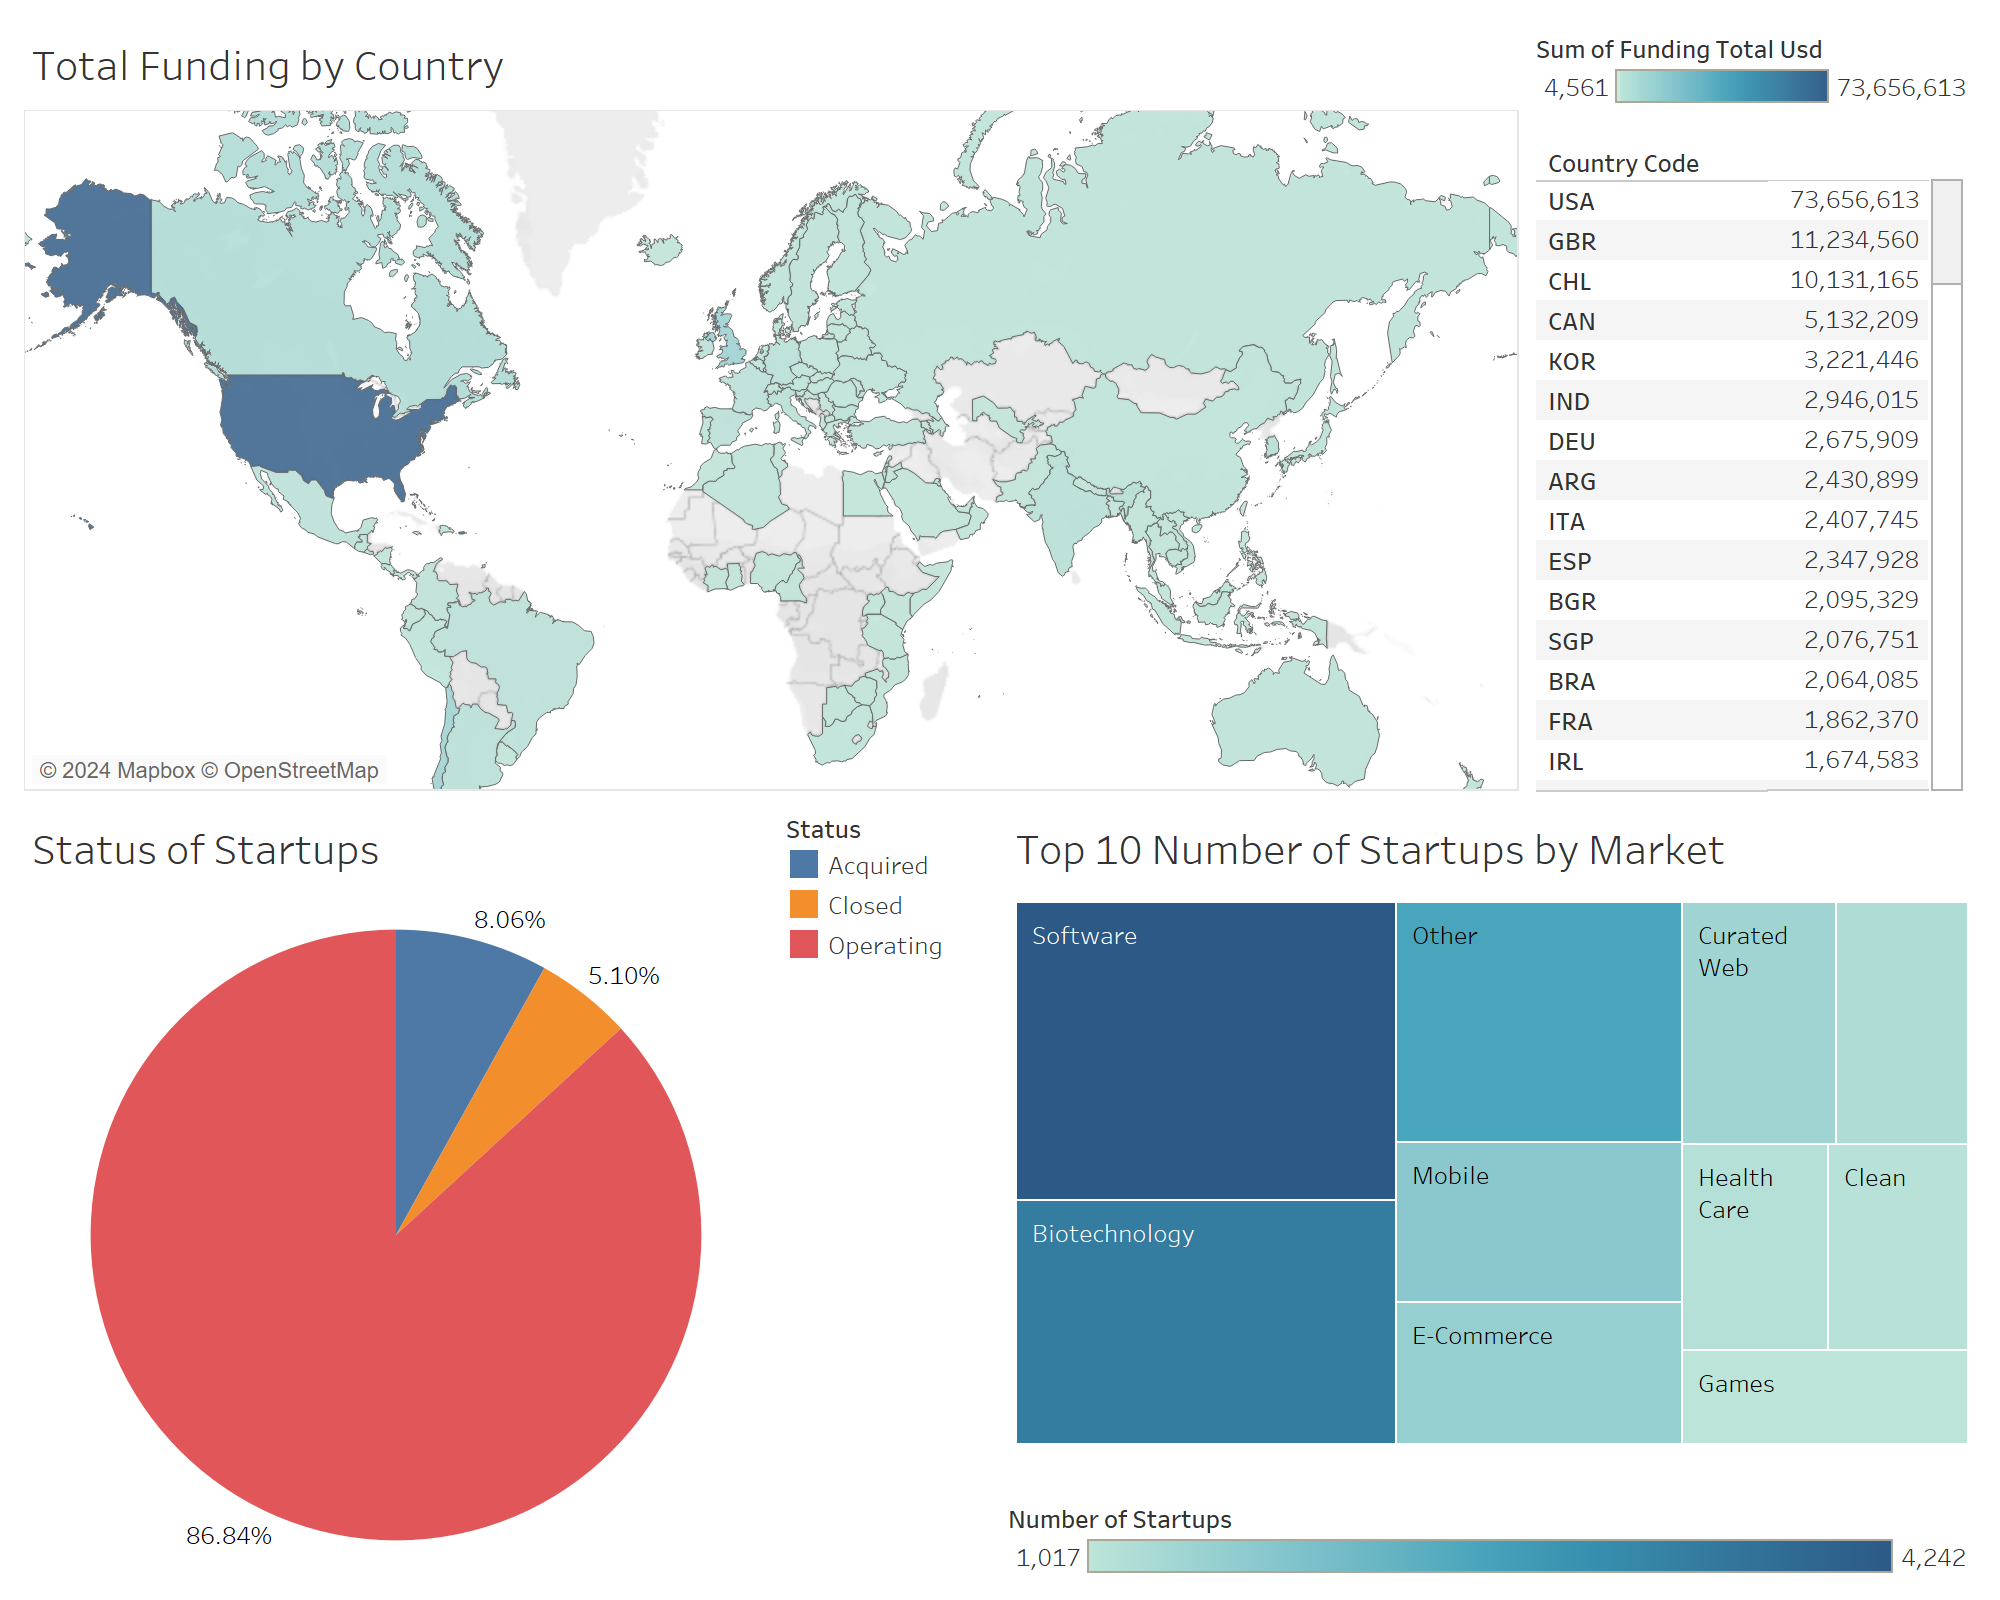 Total Funding by Country
Sum of Funding Total Usd
4,561
73,656,613
Country Code
USA 73,656,613
GBR 11,234,560
CHL 10,131,165
CAN 5,132,209
KOR 3,221,446
IND 2,946,015
DEU 2,675,909
ARG 2,430,899
ITA 2,407,745
ESP 2,347,928
BGR 2,095,329
SGP 2,076,751
BRA 2,064,085
FRA 1,862,370
IRL 1,674,583
© 2024 Mapbox © OpenStreetMap
Status of Startups
Status
Acquired
Closed
Operating
8.06%
5.10%
86.84%
Top 10 Number of Startups by Market
Software
Biotechnology
Other
Mobile
E-Commerce
Curated
Web
Health
Care
Clean
Games
Number of Startups
1,017
4,242